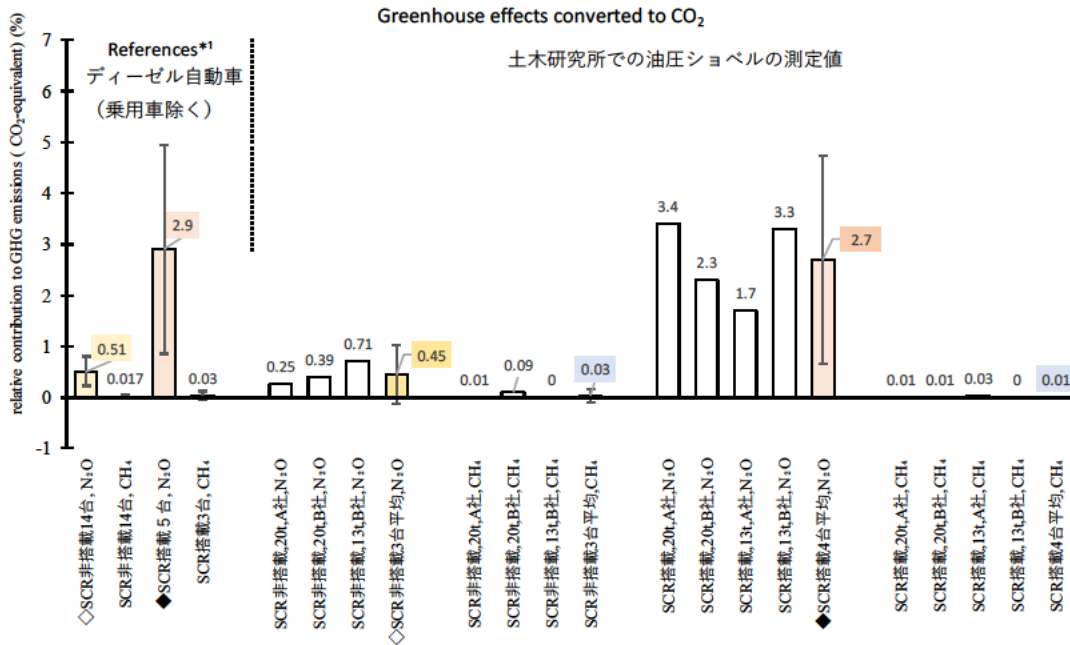 Greenhouse effects converted to CO₂
relative contribution to GHG emissions ( CO₂-equivalent) (%)
7
6
5
4
3
2
1
0
-1
References*¹
ディーゼル自動車
（乗用車除く）
土木研究所での油圧ショベルの測定値
0.51
0.017
2.9
0.03
0.25
0.39
0.71
0.45
0.01
0.09
0
0.03
3.4
2.3
1.7
3.3
2.7
0.01
0.01
0.03
0
0.01
◇SCR非搭載14台, N₂O
SCR非搭載14台, CH₄
◆SCR搭載５台, N₂O
SCR搭載3台, CH₄
SCR非搭載,20t,A社,N₂O
SCR非搭載,20t,B社,N₂O
SCR非搭載,13t,B社,N₂O
◇SCR非搭載3台平均,N₂O
SCR非搭載,20t,A社,CH₄
SCR非搭載,20t,B社,CH₄
SCR非搭載,13t,B社,CH₄
SCR非搭載3台平均,CH₄
SCR搭載,20t,A社,N₂O
SCR搭載,20t,B社,N₂O
SCR搭載,13t,A社,N₂O
SCR搭載,13t,B社,N₂O
◆SCR搭載4台平均,N₂O
SCR搭載,20t,A社,CH₄
SCR搭載,20t,B社,CH₄
SCR搭載,13t,A社,CH₄
SCR搭載,13t,B社,CH₄
SCR搭載4台平均,CH₄